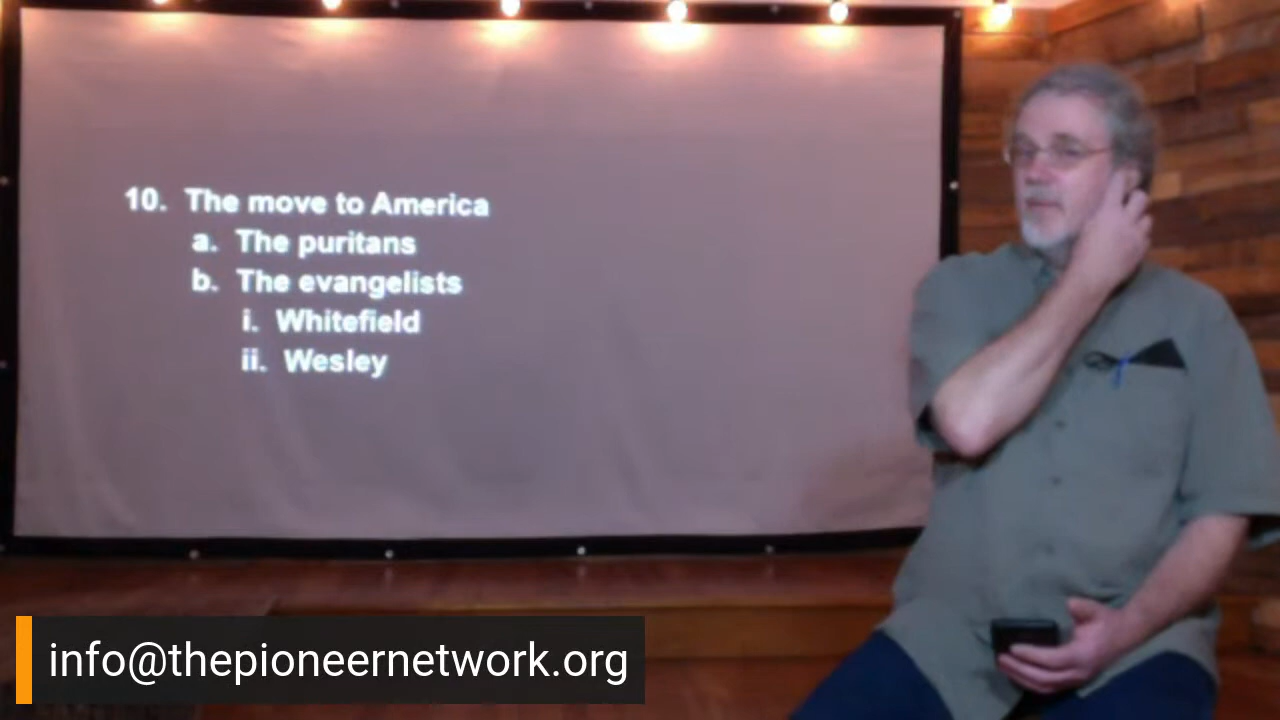 10. The move to America
a. The puritans
b. The evangelists
i. Whitefield
ii. Wesley
info@thepioneernetwork.org